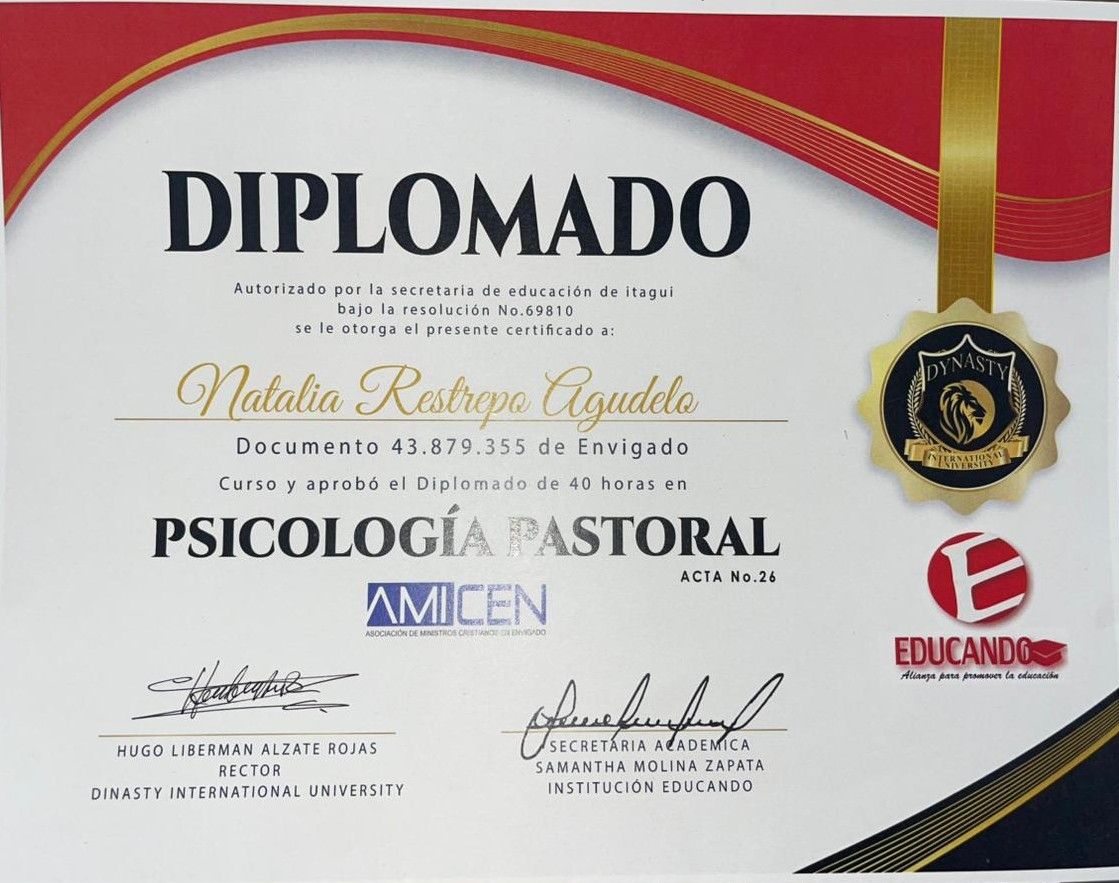 DIPLOMADO
Autorizado por la secretaria de educación de itagui
bajo la resolución No.69810
se le otorga el presente certificado a:
Natalia Restrepo Agudelo
Documento 43.879.355 de Envigado
Curso y aprobó el Diplomado de 40 horas en
PSICOLOGÍA PASTORAL
ACTA No.26
AMICEN
ASOCIACIÓN DE MINISTROS CRISTIANOS EN ENVIGADO
DYNASTY
INTERNATIONAL
UNIVERSITY
E
EDUCANDO
Alianza para promover la educación
HUGO LIBERMAN ALZATE ROJAS
RECTOR
DINASTY INTERNATIONAL UNIVERSITY
SECRETARIA ACADEMICA
SAMANTHA MOLINA ZAPATA
INSTITUCIÓN EDUCANDO